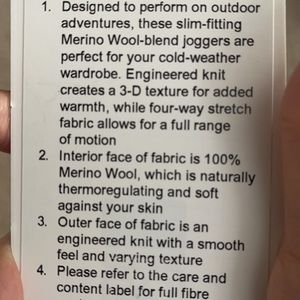 1. Designed to perform on outdoor
adventures, these slim-fitting
Merino Wool-blend joggers are
perfect for your cold-weather
wardrobe. Engineered knit
creates a 3-D texture for added
warmth, while four-way stretch
fabric allows for a full range
of motion
2. Interior face of fabric is 100%
Merino Wool, which is naturally
thermoregulating and soft
against your skin
3. Outer face of fabric is an
engineered knit with a smooth
feel and varying texture
4. Please refer to the care and
content label for full fibre